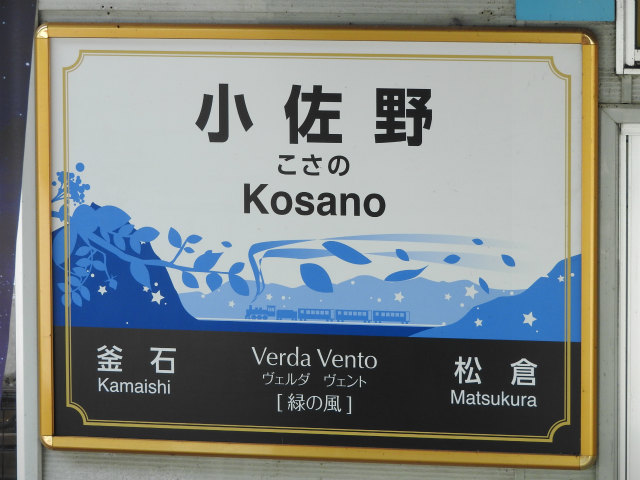 小佐野
こさの
Kosano
釜石
Kamaishi
Verda Vento
ヴェルダ ヴェント
[緑の風]
松倉
Matsukura